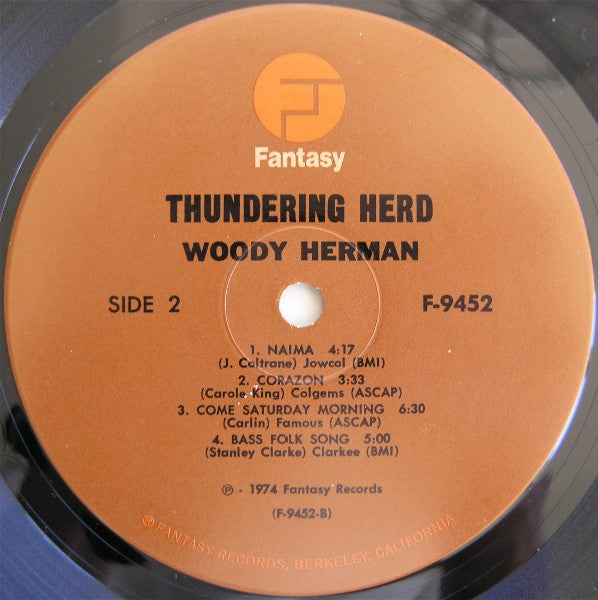 Fantasy
THUNDERING HERD
WOODY HERMAN
SIDE 2 F-9452
1. NAIMA 4:17
(J. Coltrane) Jowcol (BMI)
2. CORAZON 3:33
(Carole King) Colgems (ASCAP)
3. COME SATURDAY MORNING 6:30
(Carlin) Famous (ASCAP)
4. BASS FOLK SONG 5:00
(Stanley Clarke) Clarkee (BMI)
℗ - 1974 Fantasy Records
(F-9452-B)
® FANTASY RECORDS, BERKELEY, CALIFORNIA